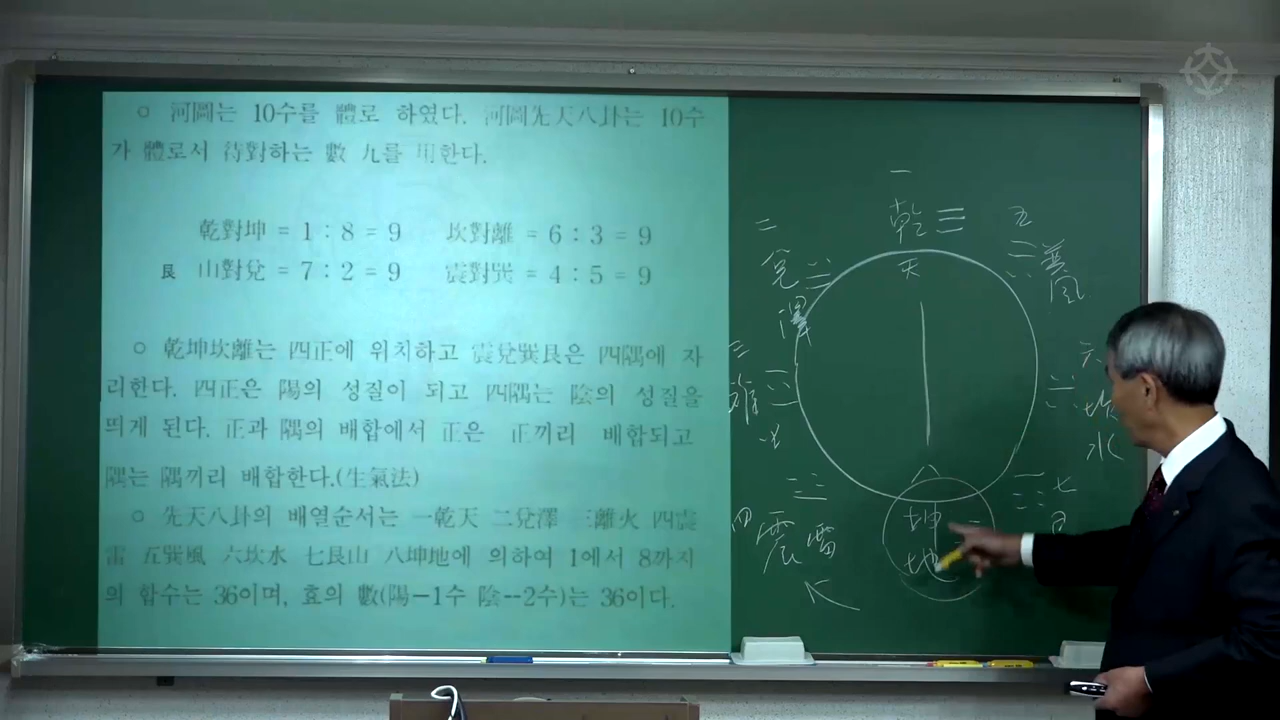 ○ 河圖는 10수를 體로 하였다. 河圖先天八卦는 10수
가 體로서 待對하는 數 九를 用한다.
乾對坤 = 1 : 8 = 9 坎對離 = 6 : 3 = 9
艮 山對兌 = 7 : 2 = 9 震對巽 = 4 : 5 = 9
○ 乾坤坎離는 四正에 위치하고 震兌巽艮은 四隅에 자
리한다. 四正은 陽의 성질이 되고 四隅는 陰의 성질을
띄게 된다. 正과 隅의 배합에서 正은 正끼리 배합되고
隅는 隅끼리 배합한다.(生氣法)
○ 先天八卦의 배열순서는 一乾天 二兌澤 三離火 四震
雷 五巽風 六坎水 七艮山 八坤地에 의하여 1에서 8까지
의 합수는 36이며, 효의 數(陽─1수 陰--2수)는 36이다.
一
乾 ☰
天
二
兌 ☱
澤
三
離 ☲
火
☳
四 震 雷
五
☴ 風
六
☵ 坎
水
☶ 七
八
坤
地